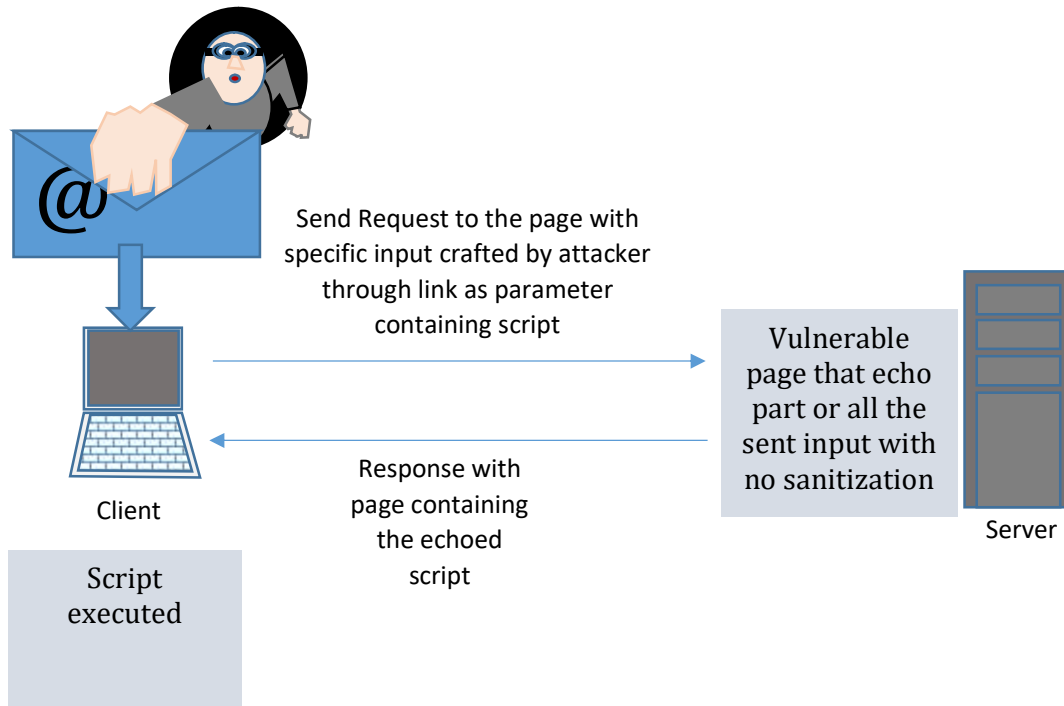 @
Send Request to the page with
specific input crafted by attacker
through link as parameter
containing script
Vulnerable
page that echo
part or all the
sent input with
no sanitization
Response with
page containing
the echoed
script
Client
Server
Script
executed